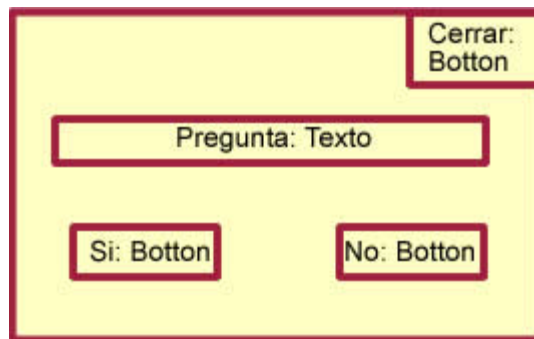 Cerrar:
Botton
Pregunta: Texto
Si: Botton
No: Botton